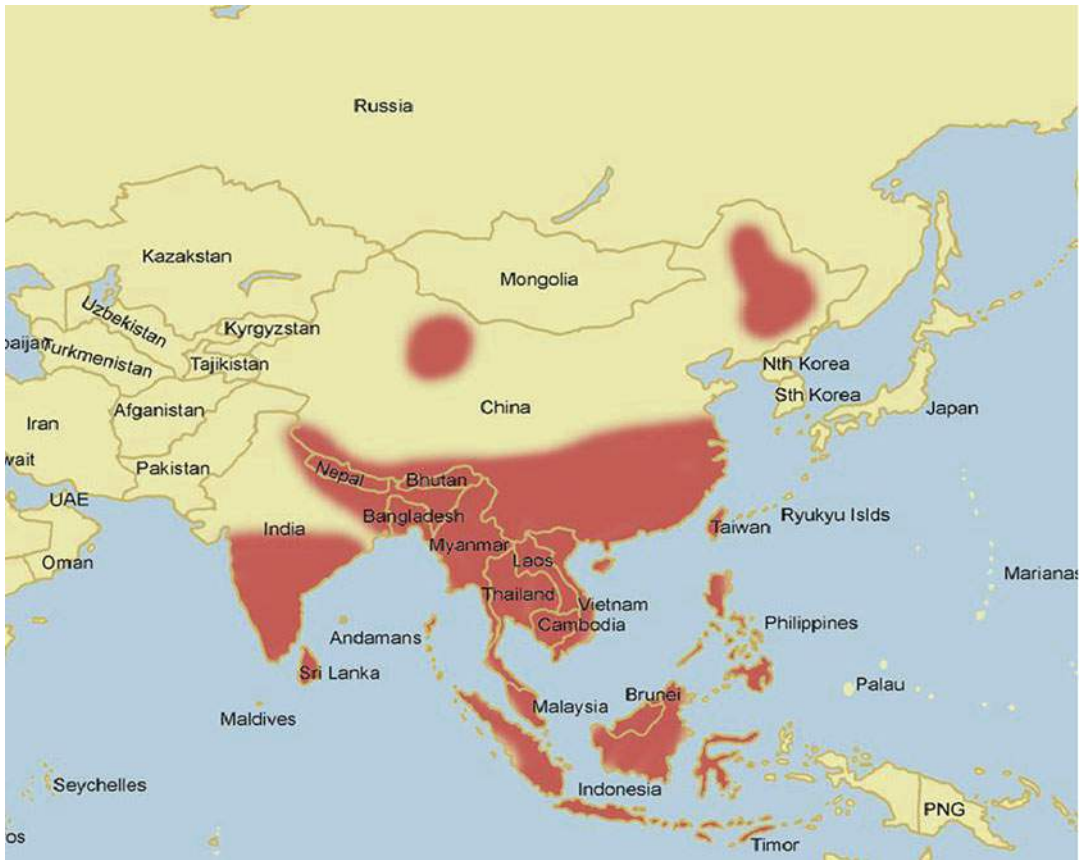 Russia
Kazakstan
Mongolia
Uzbekistan
Kyrgyzstan
baijan
Turkmenistan
Tajikistan
Nth Korea
Sth Korea
Afganistan
China
Japan
Iran
wait
Pakistan
Nepal
Bhutan
UAE
Bangladesh
Ryukyu Islds
India
Taiwan
Myanmar
Oman
Laos
Marianas
Thailand
Vietnam
Cambodia
Philippines
Andamans
Sri Lanka
Palau
Brunei
Malaysia
Maldives
Seychelles
Indonesia
PNG
os
Timor